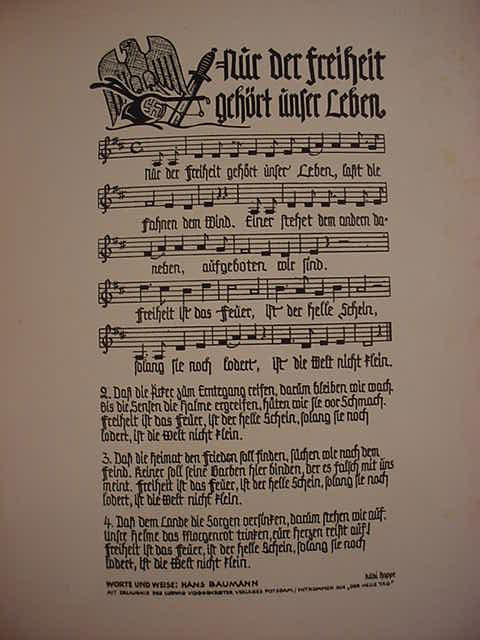 Nur der Freiheit
gehört unser Leben
Nur der Freiheit gehört unser Leben, laßt die
Fahnen dem Wind. Einer stehet dem andern da-
neben, aufgeboten wir sind.
Freiheit ist das Feuer, ist der helle Schein,
solang sie noch lodert, ist die Welt nicht klein.
2. Daß die Äcker zum Erntegang reifen, darum bleiben wir wach.
Bis die Sensen die Halme ergreifen, hüten wir sie vor Schmach.
Freiheit ist das Feuer, ist der helle Schein, solang sie noch
lodert, ist die Welt nicht klein.
3. Daß die Heimat den Frieden soll finden, suchen wir nach dem
Feind. Keiner soll seine Garben hier binden, der es falsch mit uns
meint. Freiheit ist das Feuer, ist der helle Schein, solang sie noch
lodert, ist die Welt nicht klein.
4. Daß dem Lande die Sorgen versinken, darum stehen wir auf.
Unsre Helme das Morgenrot trinken, eure Herzen reißt auf!
Freiheit ist das Feuer, ist der helle Schein, solang sie noch
lodert, ist die Welt nicht klein.
Hoppe
WORTE UND WEISE: HANS BAUMANN
MIT ERLAUBNIS DES LUDWIG VOGGENREITER VERLAGES POTSDAM / ENTNOMMEN AUS „DER HELLE TAG"